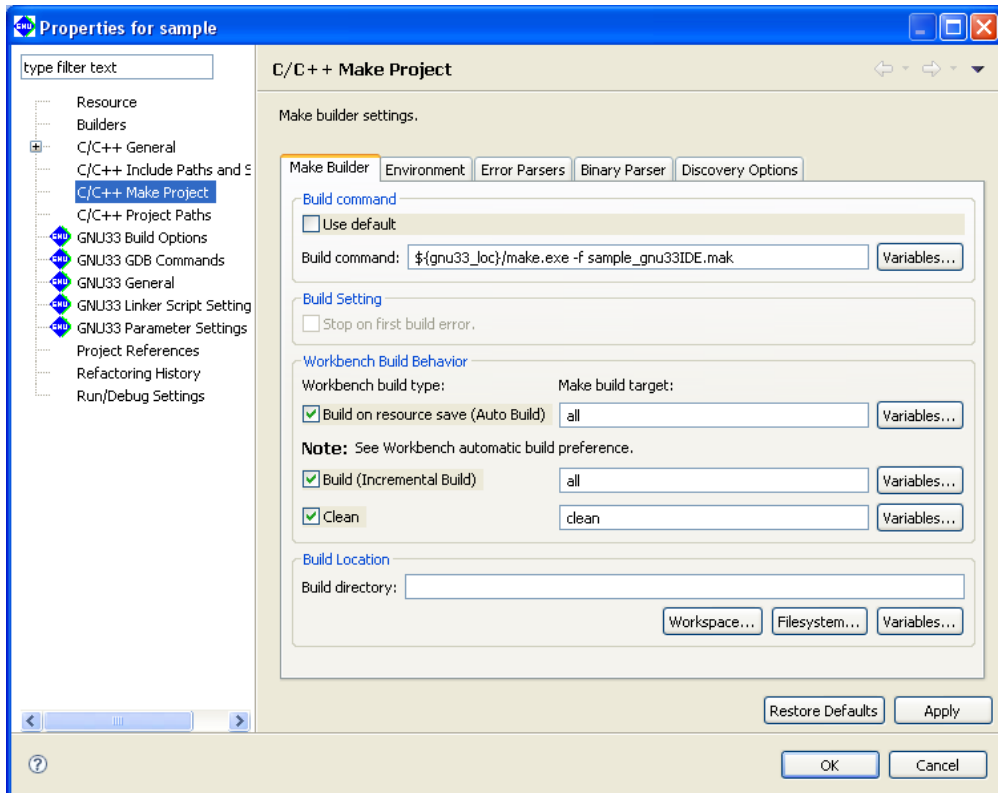 Properties for sample
type filter text
Resource
Builders
C/C++ General
C/C++ Include Paths and S
C/C++ Make Project
C/C++ Project Paths
GNU GNU33 Build Options
GNU GNU33 GDB Commands
GNU GNU33 General
GNU GNU33 Linker Script Setting
GNU GNU33 Parameter Settings
Project References
Refactoring History
Run/Debug Settings
C/C++ Make Project
Make builder settings.
Make Builder Environment Error Parsers Binary Parser Discovery Options
Build command
Use default
Build command: ${gnu33_loc}/make.exe -f sample_gnu33IDE.mak Variables...
Build Setting
Stop on first build error.
Workbench Build Behavior
Workbench build type: Make build target:
Build on resource save (Auto Build) all Variables...
Note: See Workbench automatic build preference.
Build (Incremental Build) all Variables...
Clean clean Variables...
Build Location
Build directory:
Workspace... Filesystem... Variables...
Restore Defaults Apply
? OK Cancel